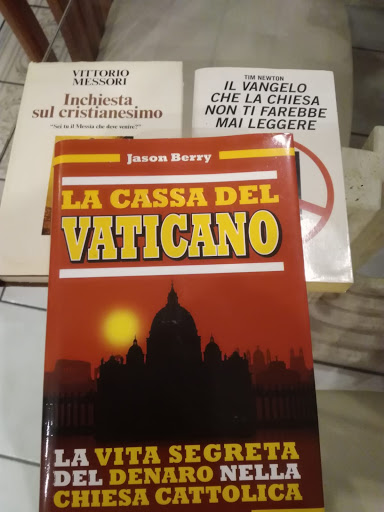 VITTORIO
MESSORI
Inchiesta
sul cristianesimo
"Sei tu il Messia che deve venire?"
TIM NEWTON
IL VANGELO
CHE LA CHIESA
NON TI FAREBBE
MAI LEGGERE
Jason Berry
LA CASSA DEL
VATICANO
LA VITA SEGRETA
DEL DENARO NELLA
CHIESA CATTOLICA